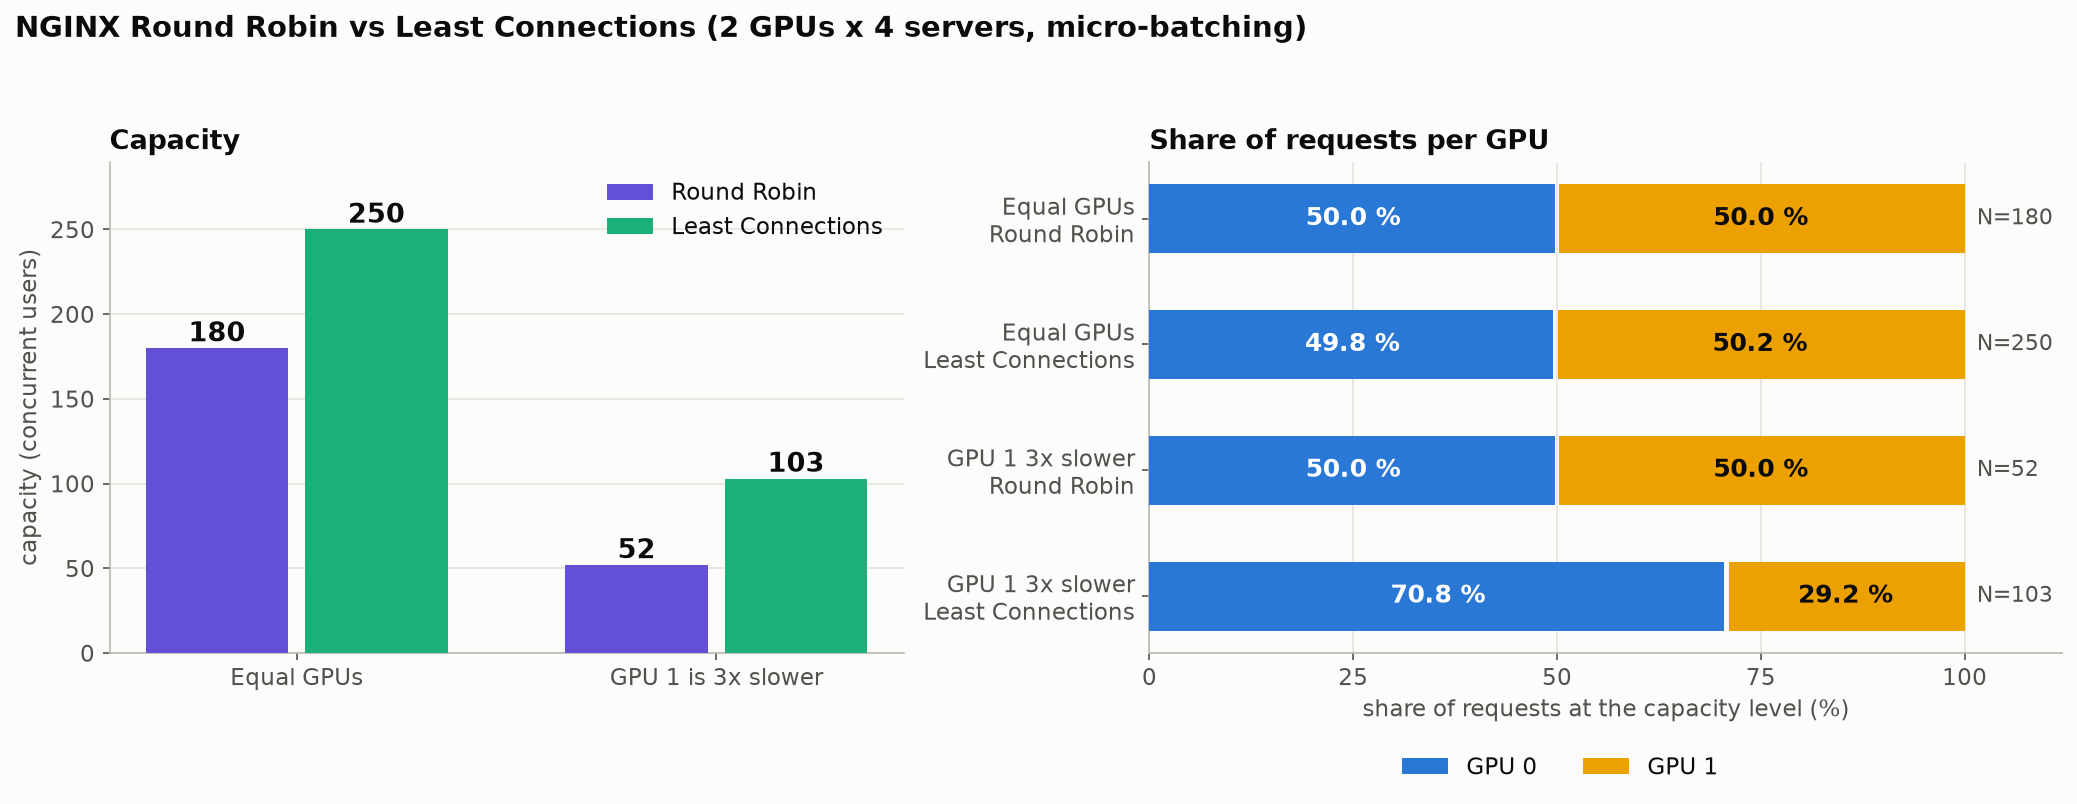 NGINX Round Robin vs Least Connections (2 GPUs x 4 servers, micro-batching)
Capacity
Round Robin
Least Connections
capacity (concurrent users)
250
200
150
100
50
0
180
250
52
103
Equal GPUs
GPU 1 is 3x slower
Share of requests per GPU
Equal GPUs
Round Robin
50.0 %
50.0 %
N=180
Equal GPUs
Least Connections
49.8 %
50.2 %
N=250
GPU 1 3x slower
Round Robin
50.0 %
50.0 %
N=52
GPU 1 3x slower
Least Connections
70.8 %
29.2 %
N=103
0
25
50
75
100
share of requests at the capacity level (%)
GPU 0
GPU 1